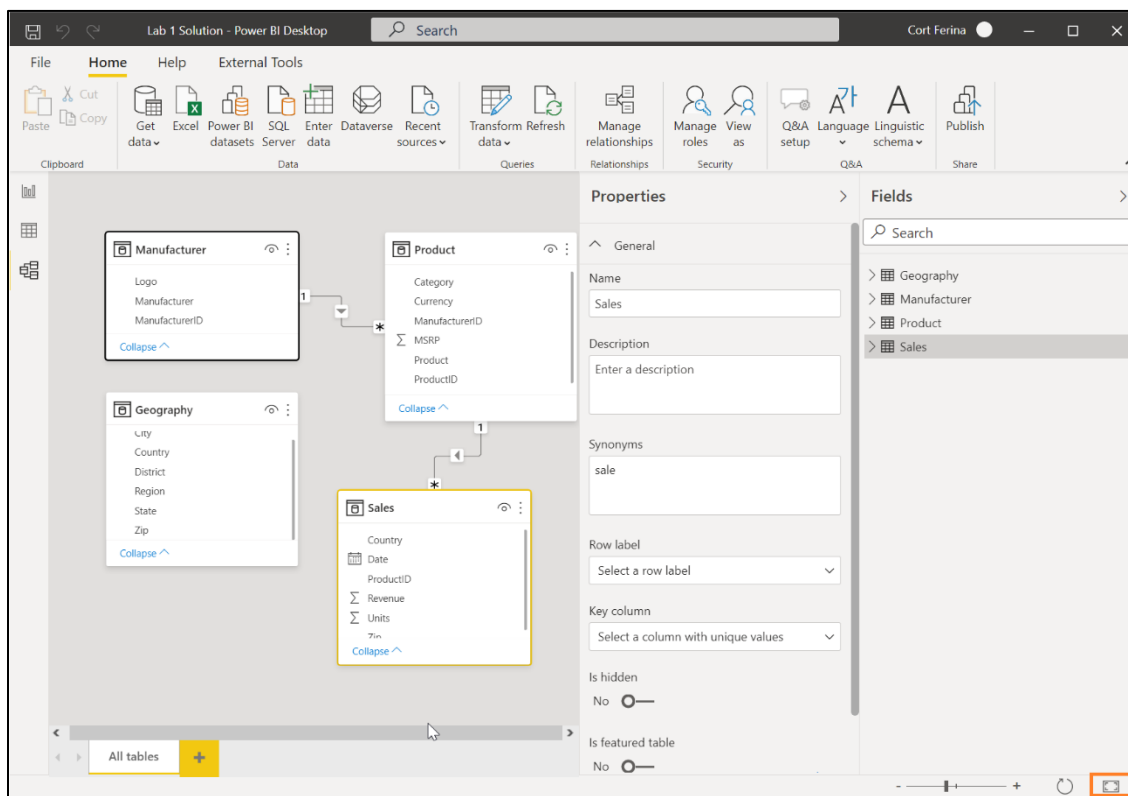 Lab 1 Solution - Power BI Desktop
Search
Cort Ferina
File
Home
Help
External Tools
Paste
Cut
Copy
Get data
Excel
Power BI datasets
SQL Server
Enter data
Dataverse
Recent sources
Transform data
Refresh
Manage relationships
Manage roles
View as
Q&A setup
Language
Linguistic schema
Publish
Clipboard
Data
Queries
Relationships
Security
Q&A
Share
Manufacturer
Logo
Manufacturer
ManufacturerID
Collapse
1
*
Product
Category
Currency
ManufacturerID
MSRP
Product
ProductID
Collapse
1
*
Geography
City
Country
District
Region
State
Zip
Collapse
Sales
Country
Date
ProductID
Revenue
Units
Zip
Collapse
All tables
+
Properties
General
Name
Sales
Description
Enter a description
Synonyms
sale
Row label
Select a row label
Key column
Select a column with unique values
Is hidden
No
Is featured table
No
Fields
Search
Geography
Manufacturer
Product
Sales
- +